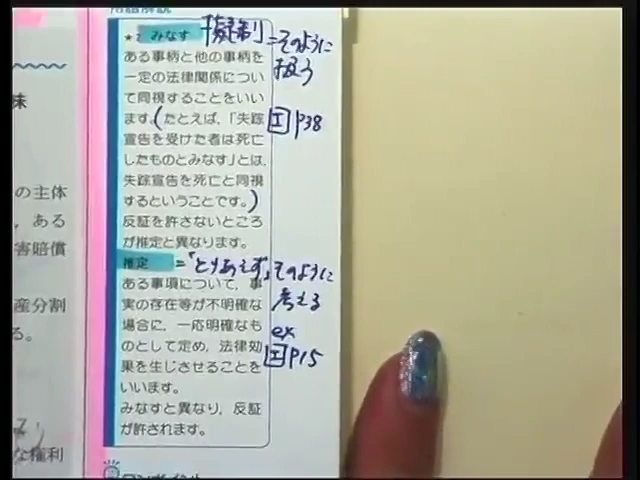 用語解説
★ みなす 擬制 =そのように
扱う
ある事柄と他の事柄を
一定の法律関係につい
て同視することをいい
ます。(たとえば、「失踪
Ⅰ P38
宣告を受けた者は死亡
したものとみなす」とは、
失踪宣告を死亡と同視
するということです。)
反証を許さないところ
が推定と異なります。
推定 =「とりあえず」そのように
考える
ある事項について、事
実の存在等が不明確な
場合に、一応明確なも
のとして定め、法律効
果を生じさせることを
いいます。
ex
Ⅰ P15
みなすと異なり、反証
が許されます。
ワンポイント
の主体
，ある
害賠償
産分割
る。
な権利